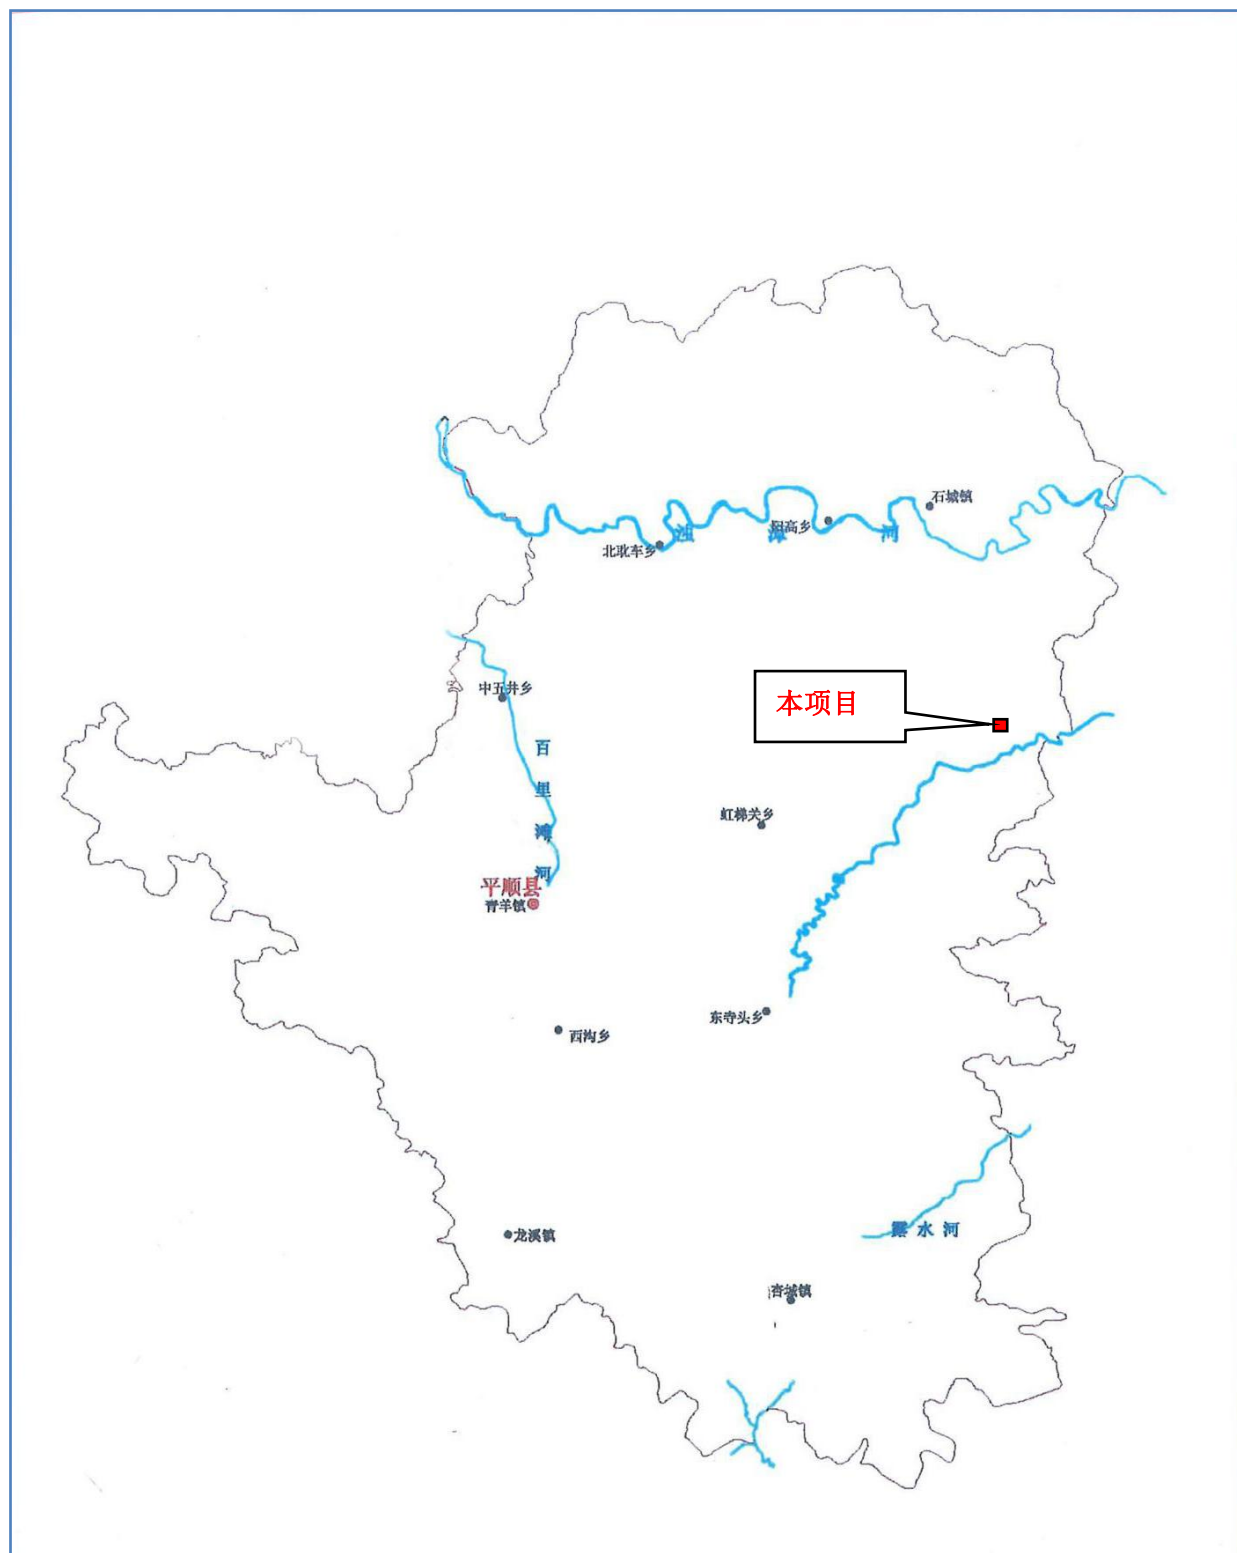 石城镇
阳高乡
浊漳河
北耽车乡
中五井乡
本项目
百里滩河
虹梯关乡
平顺县
青羊镇
东寺头乡
西沟乡
露水河
龙溪镇
杏城镇